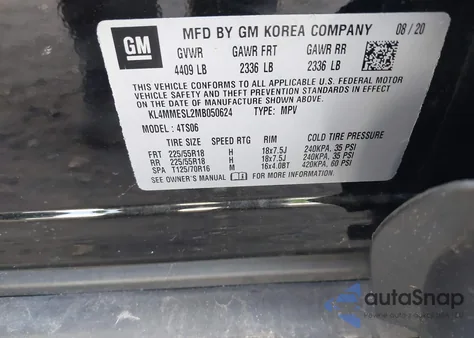 GM
MFD BY GM KOREA COMPANY 08/20
GVWR GAWR FRT GAWR RR
4409 LB 2336 LB 2336 LB
THIS VEHICLE CONFORMS TO ALL APPLICABLE U.S. FEDERAL MOTOR
VEHICLE SAFETY AND THEFT PREVENTION STANDARDS IN EFFECT
ON THE DATE OF MANUFACTURE SHOWN ABOVE.
KL4MMESL2MB050624 TYPE: MPV
MODEL: 4TS06
TIRE SIZE SPEED RTG RIM COLD TIRE PRESSURE
FRT 225/55R18 H 18x7.5J 240KPA, 35 PSI
RR 225/55R18 H 18x7.5J 240KPA, 35 PSI
SPA T125/70R16 M 16x4.0BT 420KPA, 60 PSI
SEE OWNER'S MANUAL FOR ADDITIONAL INFORMATION.
autoSnap